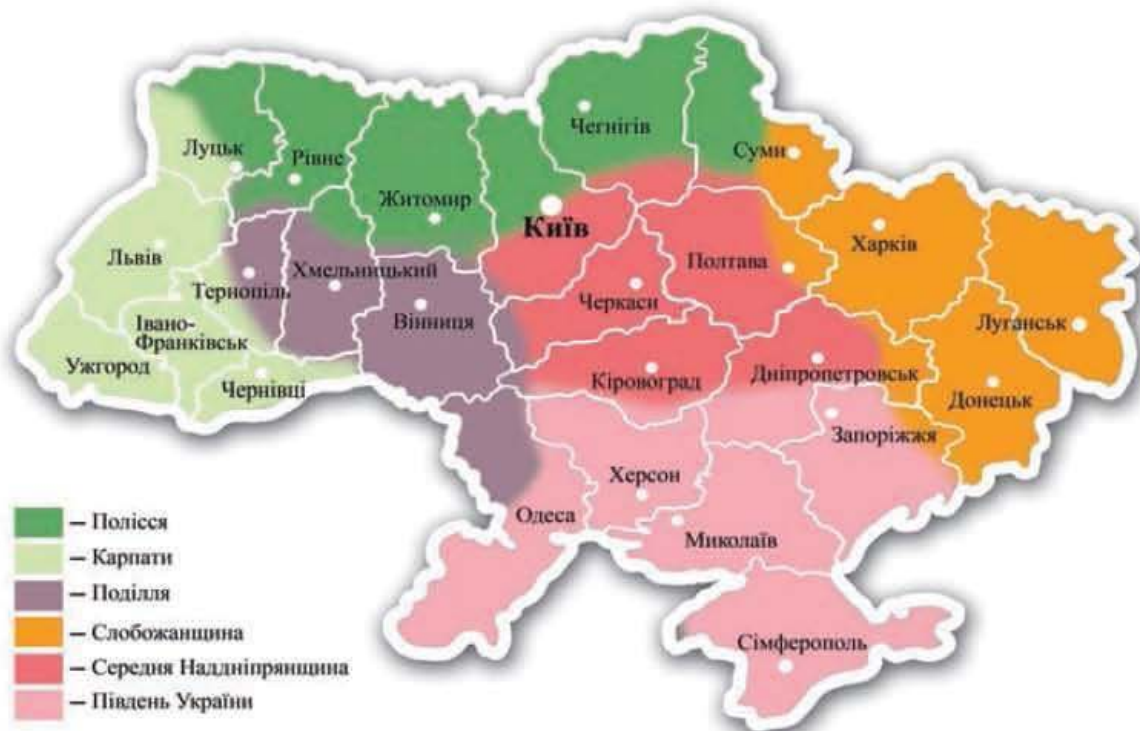 Чегнігів
Луцьк
Рівне
Суми
Житомир
Київ
Харків
Львів
Хмельницький
Полтава
Тернопіль
Черкаси
Вінниця
Івано-
Франківськ
Луганськ
Ужгород
Чернівці
Кіровоград
Дніпропетровськ
Донецьк
Запоріжжя
Херсон
Одеса
Миколаїв
Сімферополь
– Полісся
– Карпати
– Поділля
– Слобожанщина
– Середня Наддніпрянщина
– Південь України